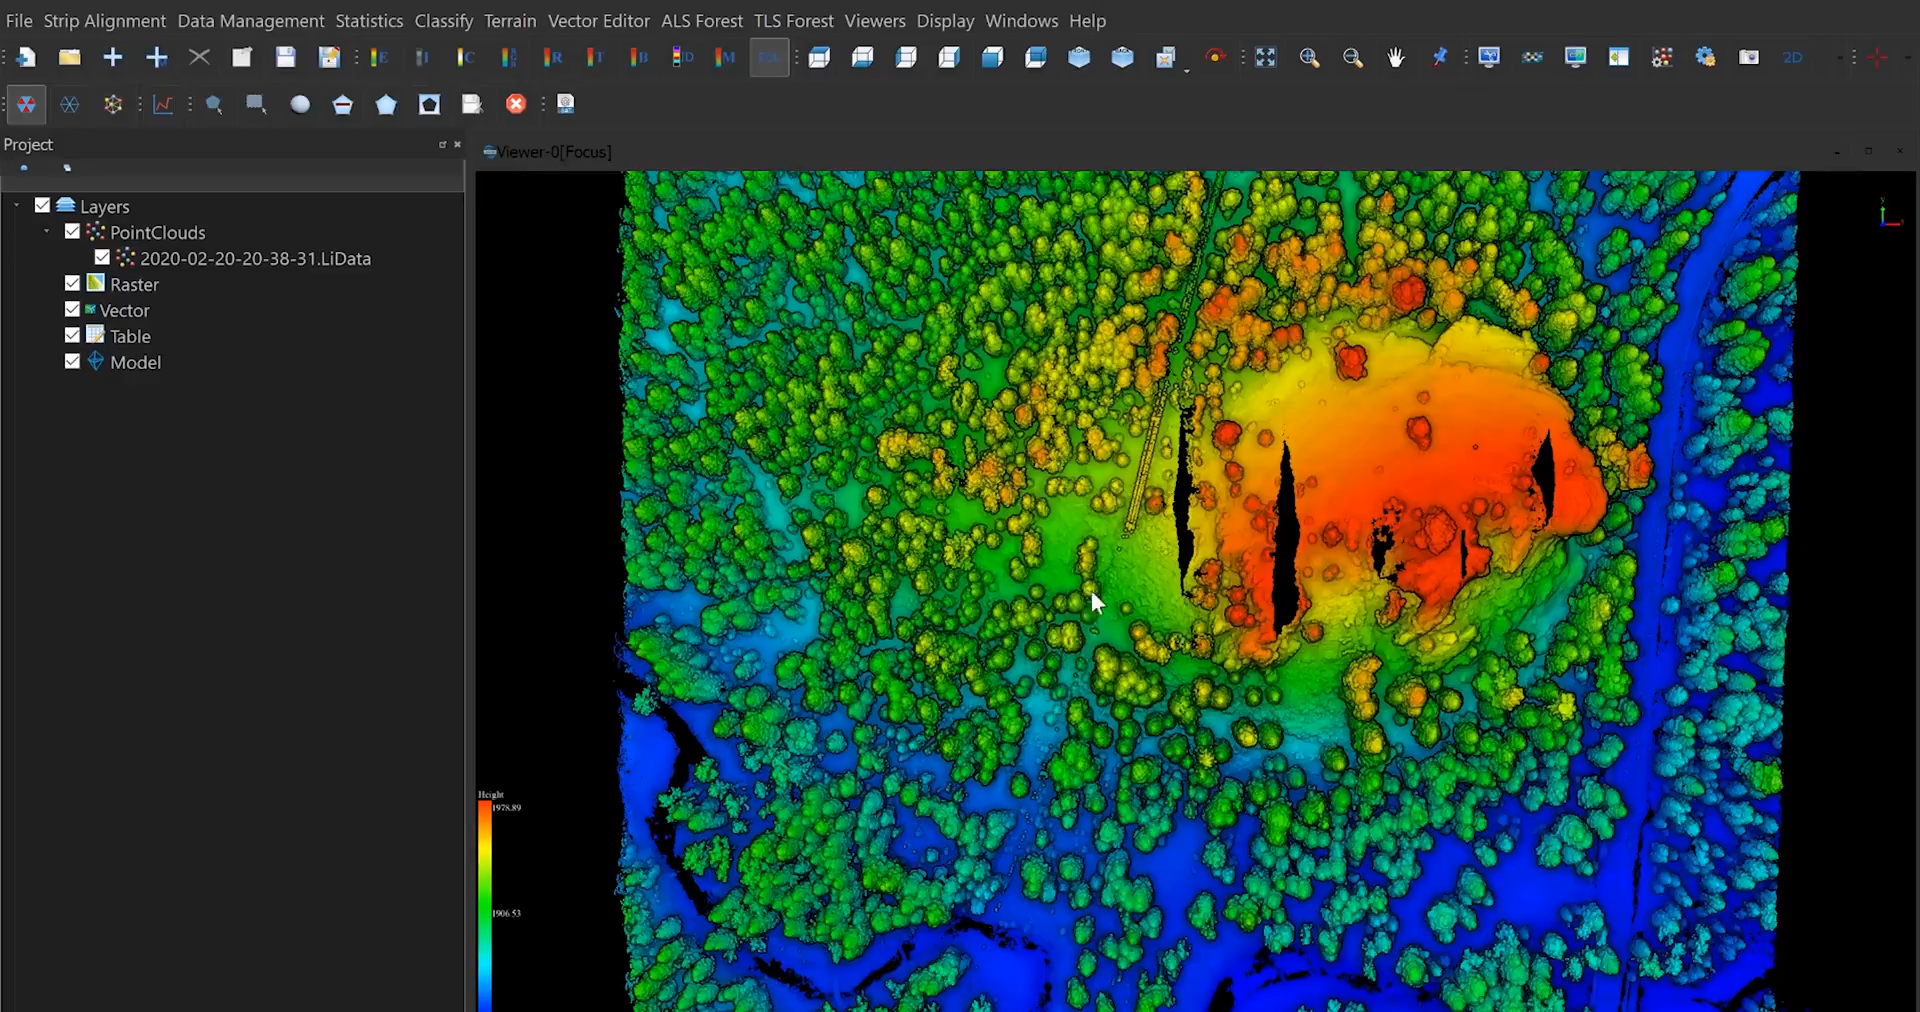 File Strip Alignment Data Management Statistics Classify Terrain Vector Editor ALS Forest TLS Forest Viewers Display Windows Help
E I C R T B D M 2D
Project
Viewer-0[Focus]
Layers
PointClouds
2020-02-20-20-38-31.LiData
Raster
Vector
Table
Model
y
Height
1978.89
1906.53